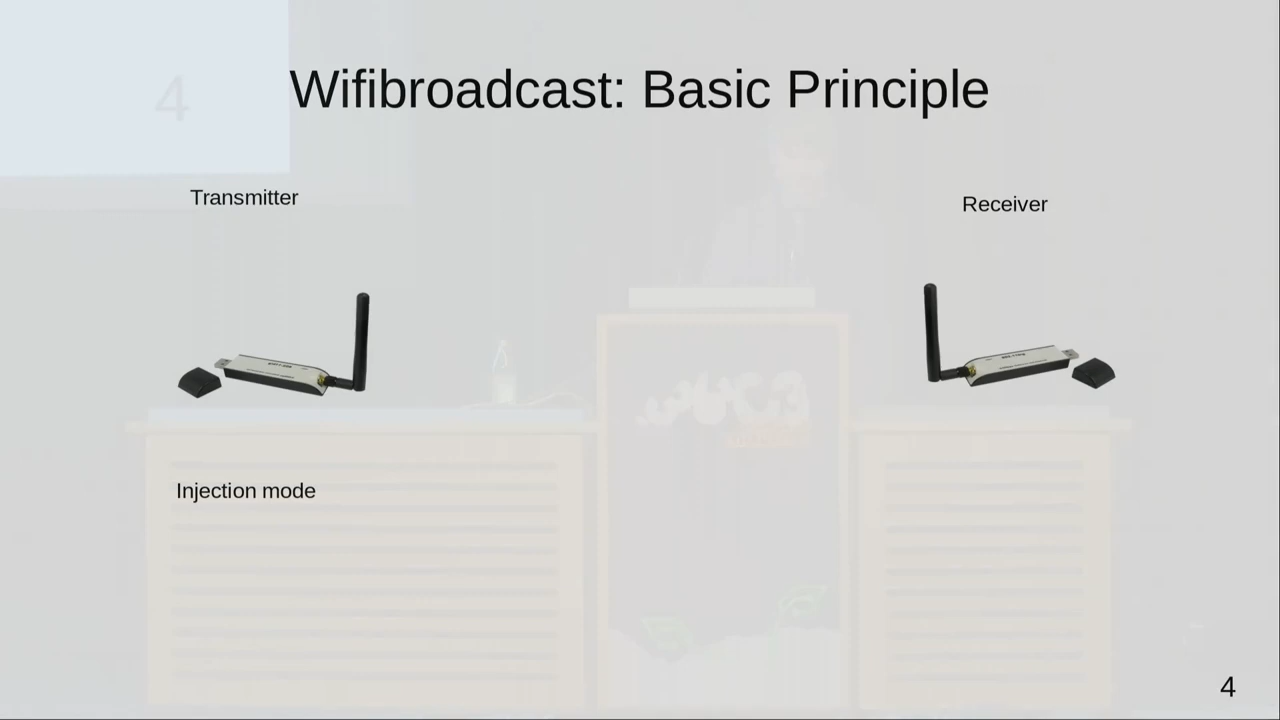 Wifibroadcast: Basic Principle
4
Transmitter
Receiver
Injection mode
4